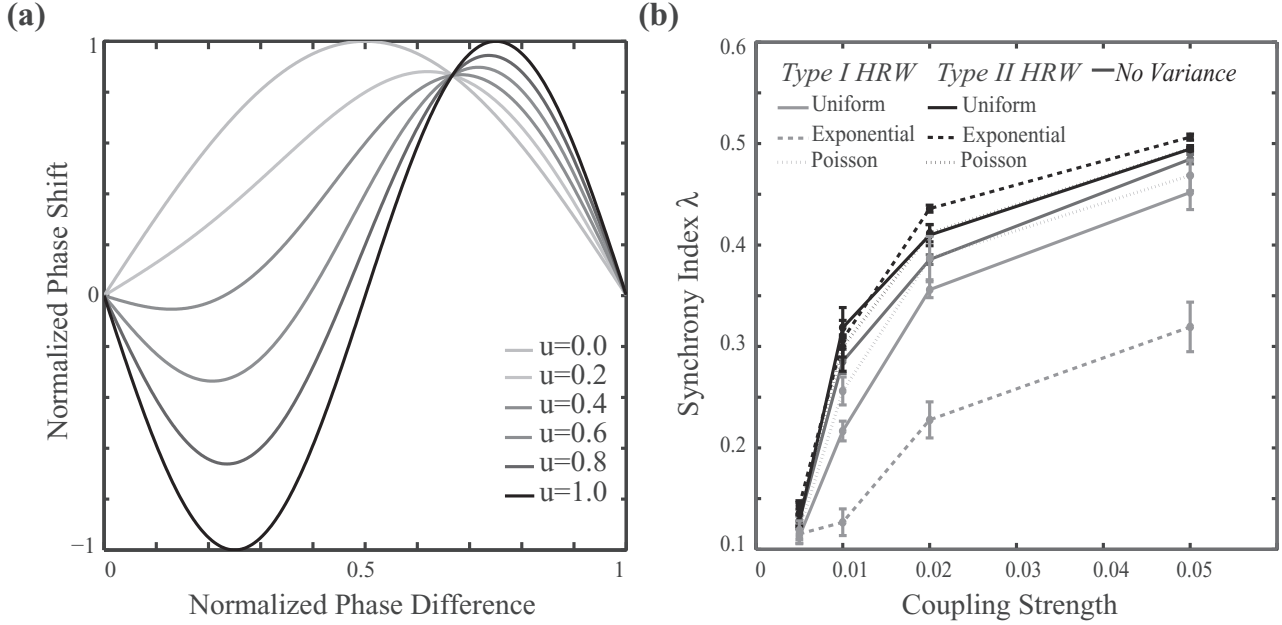 (a)
Normalized Phase Shift
1
0
−1
u=0.0
u=0.2
u=0.4
u=0.6
u=0.8
u=1.0
0
0.5
1
Normalized Phase Difference
(b)
Synchrony Index λ
0.6
0.5
0.4
0.3
0.2
0.1
Type I HRW Type II HRW No Variance
Uniform Uniform
Exponential Exponential
Poisson Poisson
0
0.01
0.02
0.03
0.04
0.05
Coupling Strength